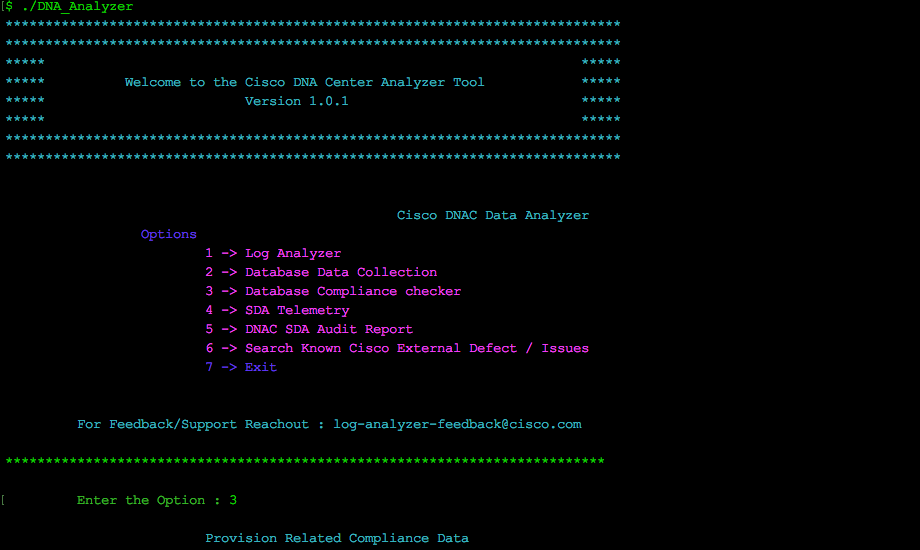 [$ ./DNA_Analyzer
*****************************************************************************
*****************************************************************************
***** *****
***** Welcome to the Cisco DNA Center Analyzer Tool *****
***** Version 1.0.1 *****
***** *****
*****************************************************************************
*****************************************************************************
Cisco DNAC Data Analyzer
Options
1 -> Log Analyzer
2 -> Database Data Collection
3 -> Database Compliance checker
4 -> SDA Telemetry
5 -> DNAC SDA Audit Report
6 -> Search Known Cisco External Defect / Issues
7 -> Exit
For Feedback/Support Reachout : log-analyzer-feedback@cisco.com
***************************************************************************
[ Enter the Option : 3
Provision Related Compliance Data